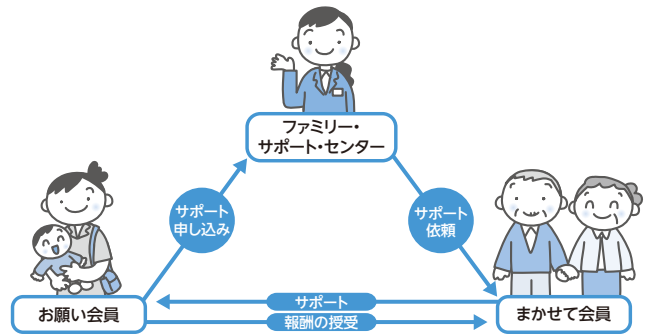 ファミリー・
サポート・センター
サポート
申し込み
サポート
依頼
お願い会員
サポート
報酬の授受
まかせて会員